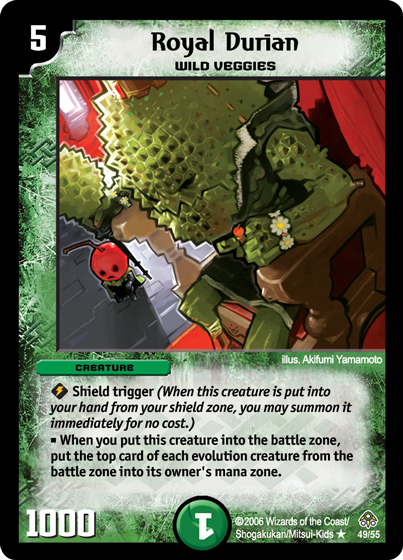 5
Royal Durian
WILD VEGGIES
illus. Akifumi Yamamoto
CREATURE
Shield trigger (When this creature is put into
your hand from your shield zone, you may summon it
immediately for no cost.)
▪ When you put this creature into the battle zone,
put the top card of each evolution creature from the
battle zone into its owner's mana zone.
1000
1
©2006 Wizards of the Coast/
Shogakukan/Mitsui-Kids ★
49/55